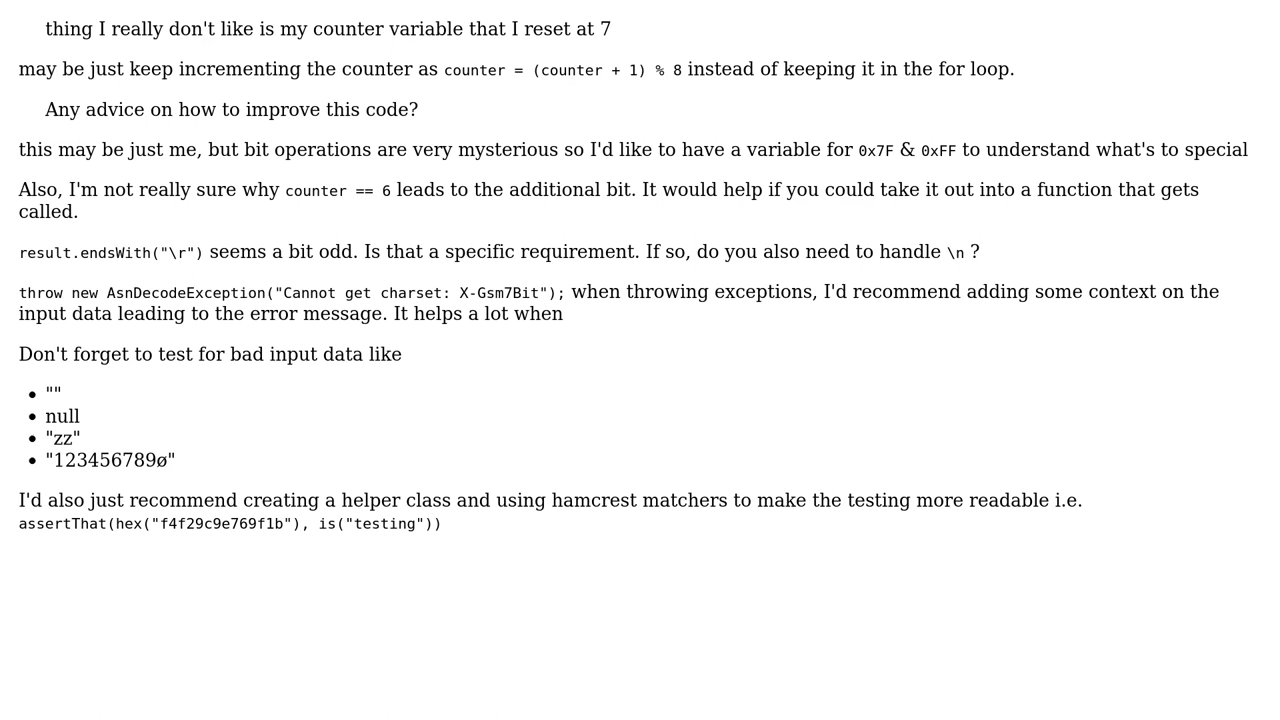 thing I really don't like is my counter variable that I reset at 7
may be just keep incrementing the counter as counter = (counter + 1) % 8 instead of keeping it in the for loop.
Any advice on how to improve this code?
this may be just me, but bit operations are very mysterious so I'd like to have a variable for 0x7F & 0xFF to understand what's to special
Also, I'm not really sure why counter == 6 leads to the additional bit. It would help if you could take it out into a function that gets
called.
result.endsWith("\r") seems a bit odd. Is that a specific requirement. If so, do you also need to handle \n ?
throw new AsnDecodeException("Cannot get charset: X-Gsm7Bit"); when throwing exceptions, I'd recommend adding some context on the
input data leading to the error message. It helps a lot when
Don't forget to test for bad input data like
• ""
• null
• "zz"
• "123456789ø"
I'd also just recommend creating a helper class and using hamcrest matchers to make the testing more readable i.e.
assertThat(hex("f4f29c9e769f1b"), is("testing"))